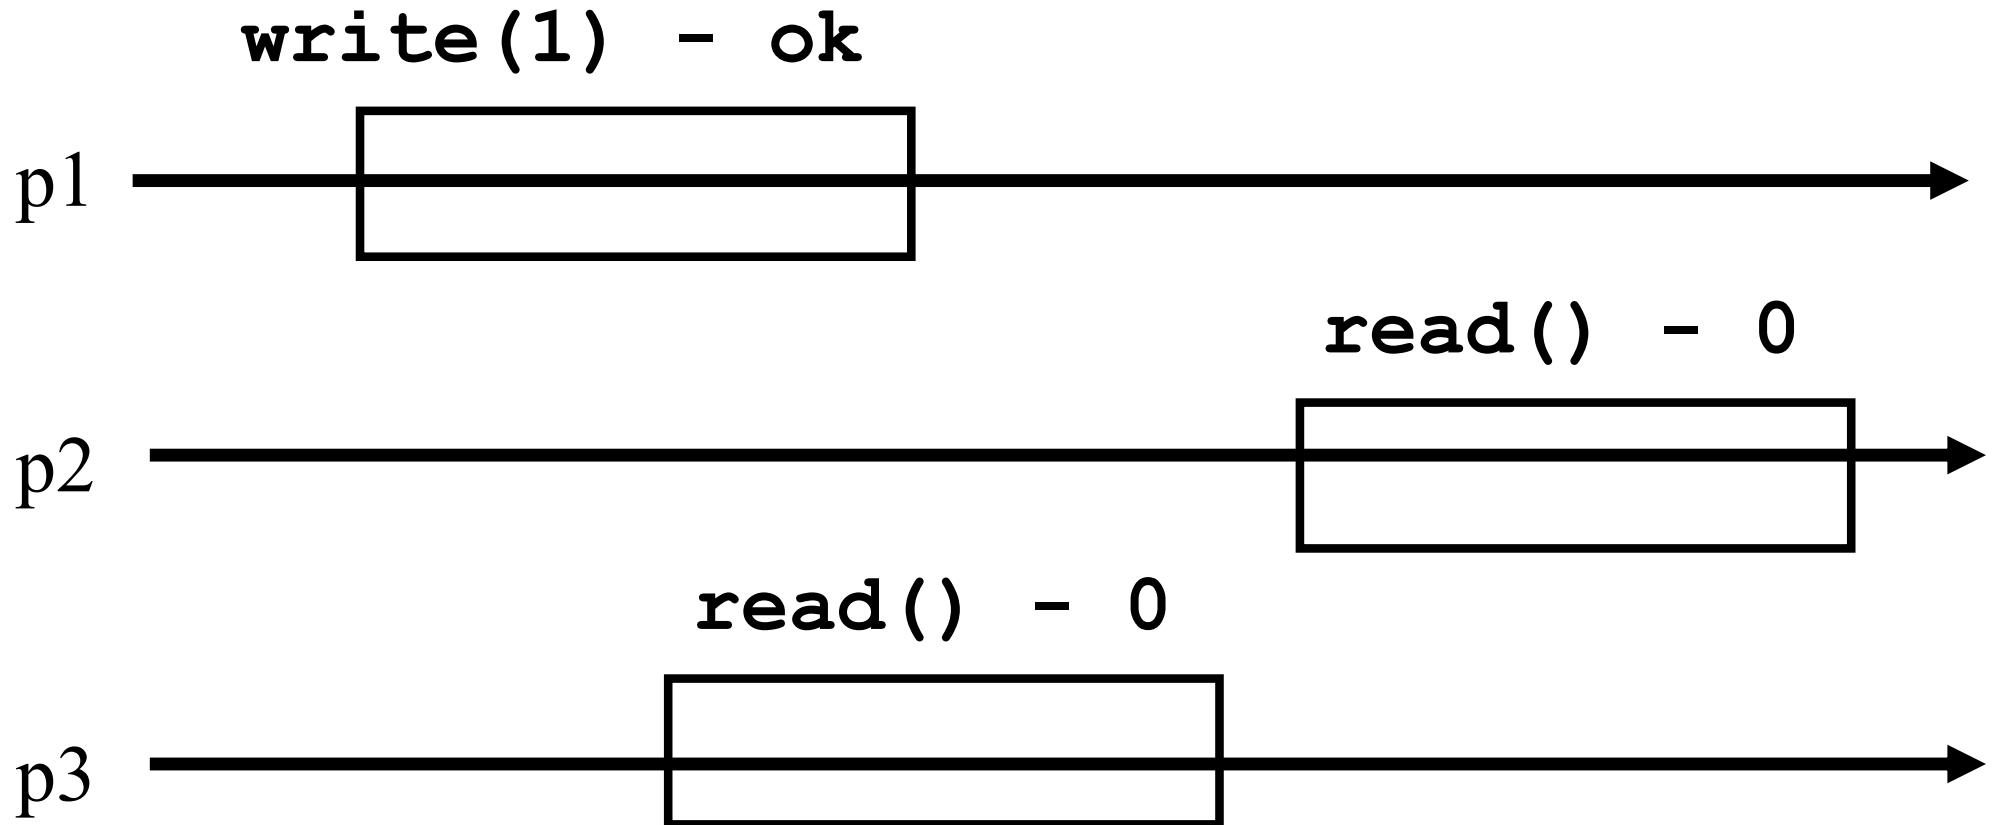 write(1) - ok
p1
read() - 0
p2
read() - 0
p3